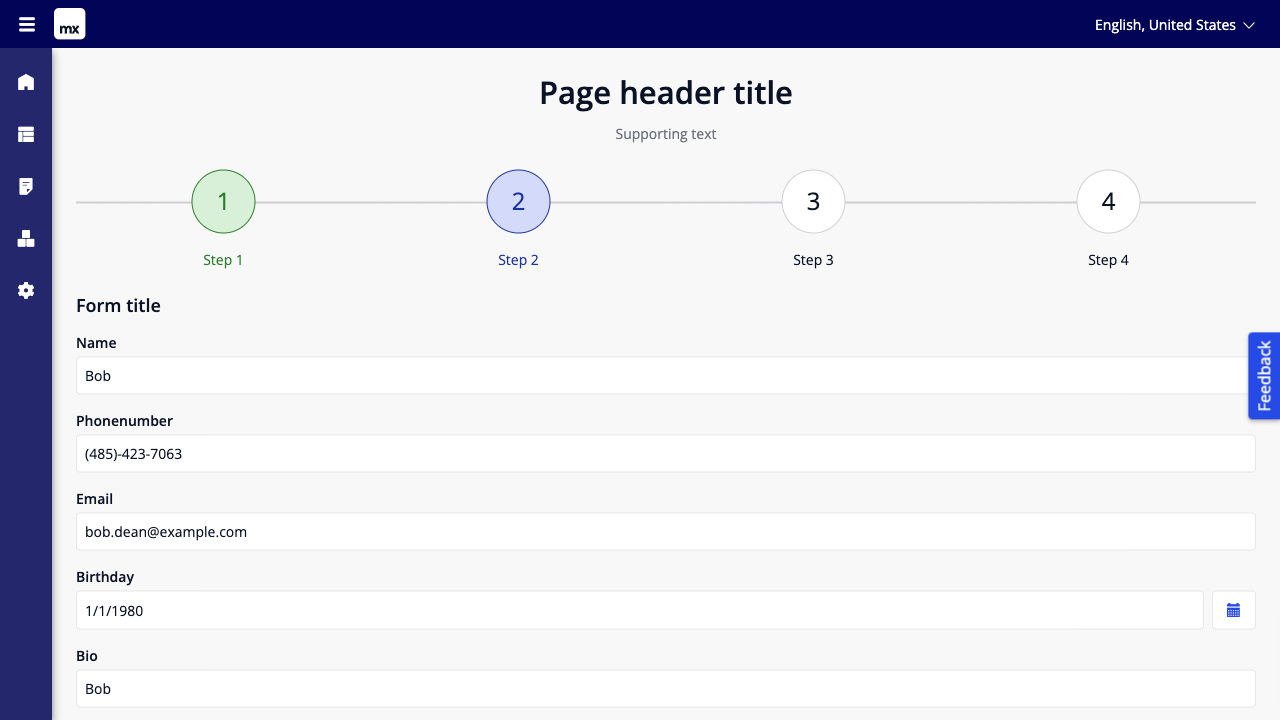 mx
English, United States
Page header title
Supporting text
1
2
3
4
Step 1
Step 2
Step 3
Step 4
Form title
Name
Bob
Phonenumber
(485)-423-7063
Email
bob.dean@example.com
Birthday
1/1/1980
Bio
Bob
Feedback